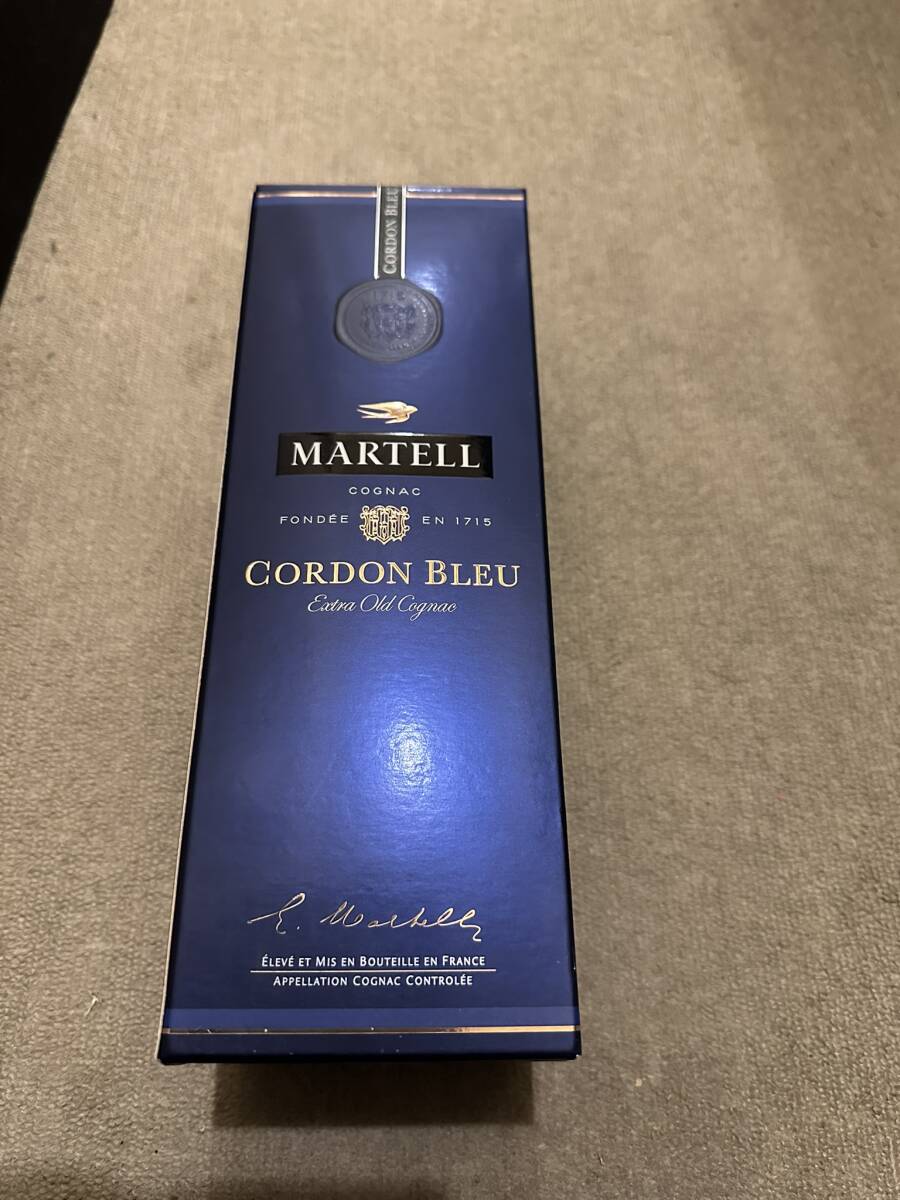 CORDON BLEU
MARTELL
COGNAC
FONDÉE EN 1715
CORDON BLEU
Extra Old Cognac
E. Martell
ÉLEVÉ ET MIS EN BOUTEILLE EN FRANCE
APPELLATION COGNAC CONTROLÉE